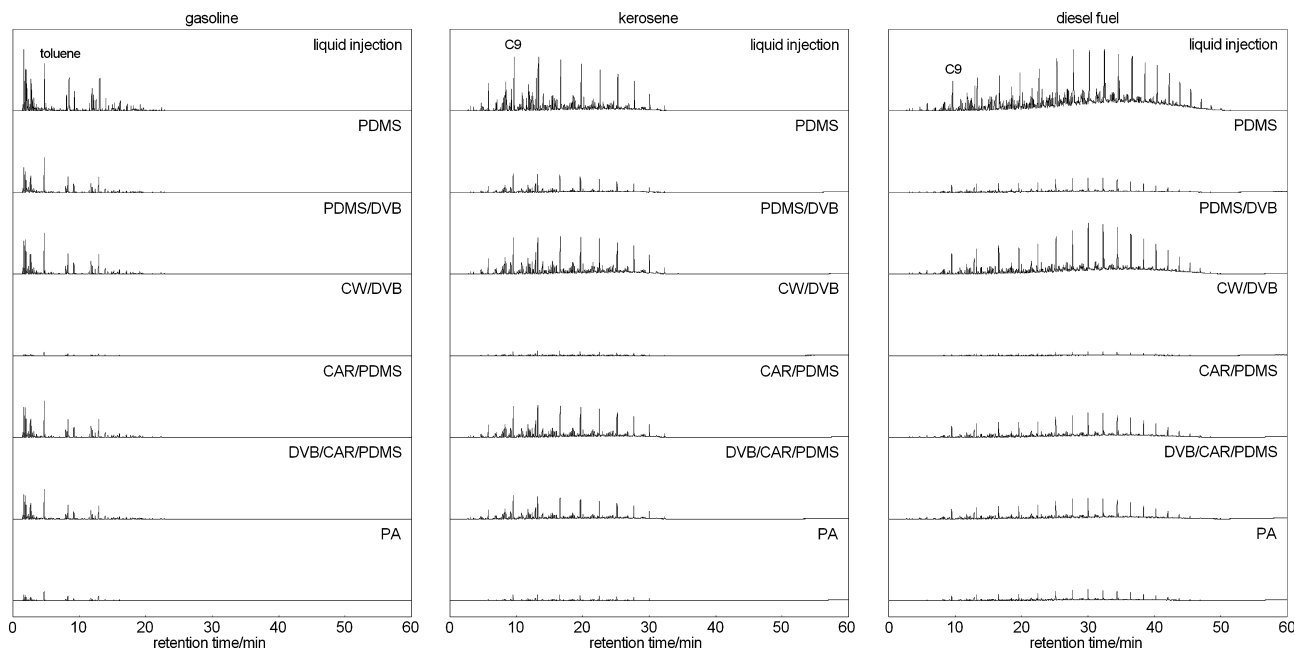 gasoline
liquid injection
toluene
PDMS
PDMS/DVB
CW/DVB
CAR/PDMS
DVB/CAR/PDMS
PA
0 10 20 30 40 50 60
retention time/min
kerosene
liquid injection
C9
PDMS
PDMS/DVB
CW/DVB
CAR/PDMS
DVB/CAR/PDMS
PA
0 10 20 30 40 50 60
retention time/min
diesel fuel
liquid injection
C9
PDMS
PDMS/DVB
CW/DVB
CAR/PDMS
DVB/CAR/PDMS
PA
0 10 20 30 40 50 60
retention time/min